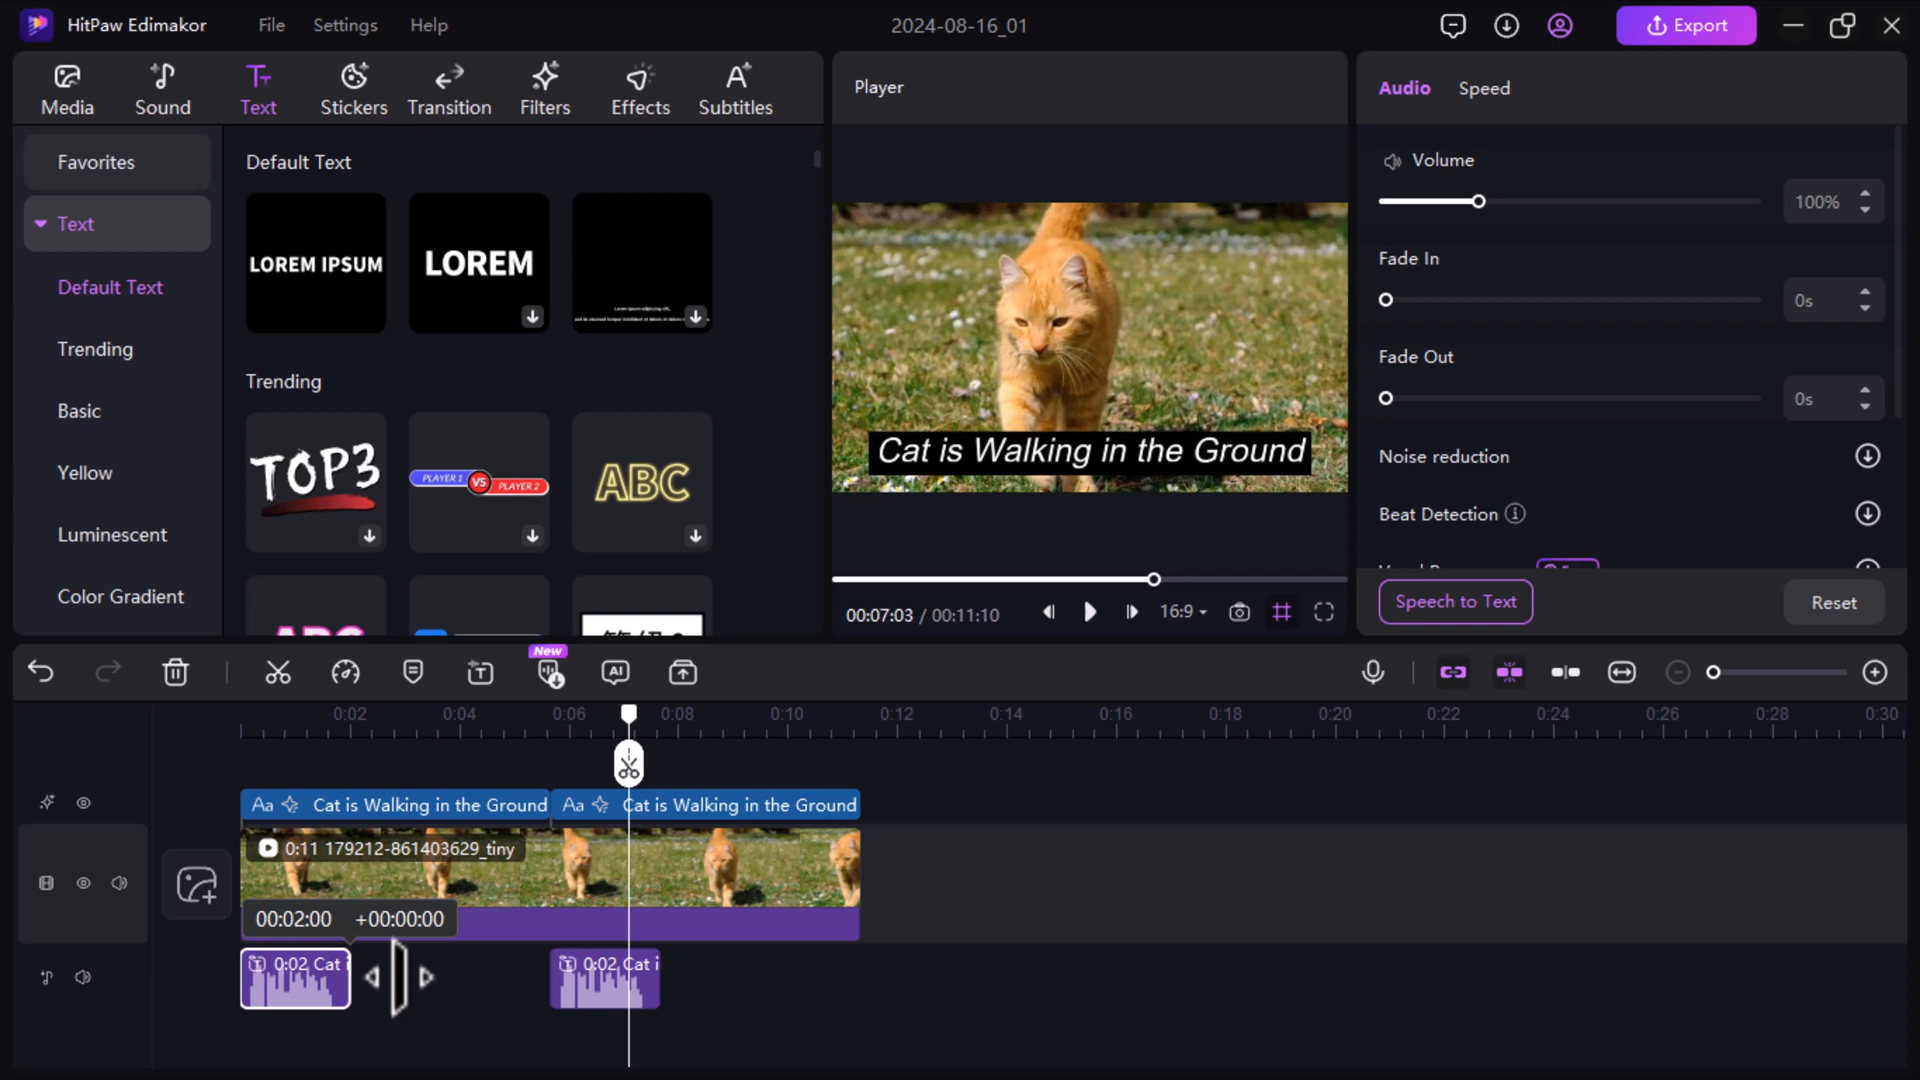 HitPaw Edimakor File Settings Help 2024-08-16_01 Export
Media Sound Text Stickers Transition Filters Effects Subtitles
Favorites
Text
Default Text
Trending
Basic
Yellow
Luminescent
Color Gradient
Default Text
LOREM IPSUM LOREM
Trending
TOP3 PLAYER 1 VS PLAYER 2 ABC
ABC
Player
Cat is Walking in the Ground
00:07:03 / 00:11:10 16:9
Audio Speed
Volume
100%
Fade In
0s
Fade Out
0s
Noise reduction
Beat Detection
Speech to Text Reset
New
AI
0:02 0:04 0:06 0:08 0:10 0:12 0:14 0:16 0:18 0:20 0:22 0:24 0:26 0:28 0:30
Aa Cat is Walking in the Ground Aa Cat is Walking in the Ground
0:11 179212-861403629_tiny
00:02:00 +00:00:00
0:02 Cat i 0:02 Cat i